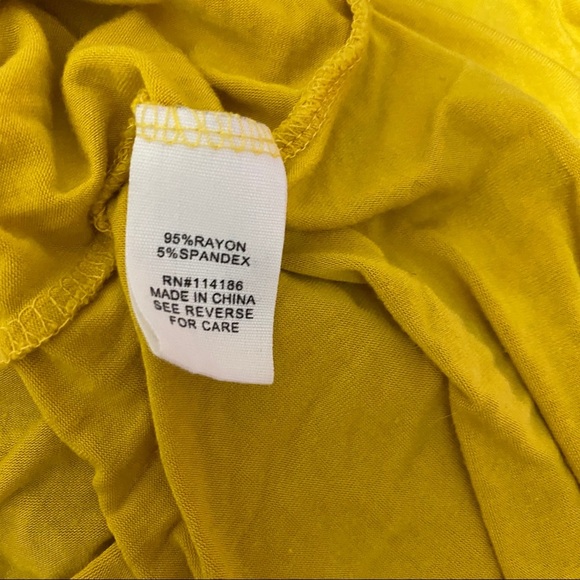 95%RAYON
5%SPANDEX
RN#114186
MADE IN CHINA
SEE REVERSE
FOR CARE